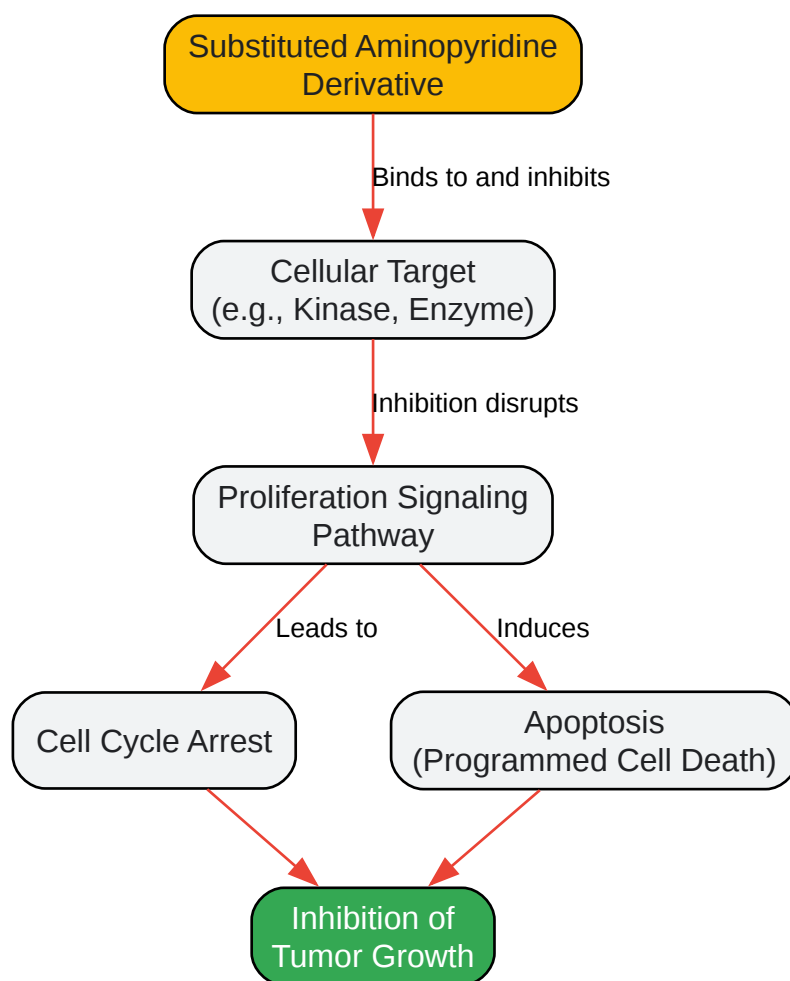 Substituted Aminopyridine
Derivative
Binds to and inhibits
Cellular Target
(e.g., Kinase, Enzyme)
Inhibition disrupts
Proliferation Signaling
Pathway
Leads to
Induces
Cell Cycle Arrest
Apoptosis
(Programmed Cell Death)
Inhibition of
Tumor Growth